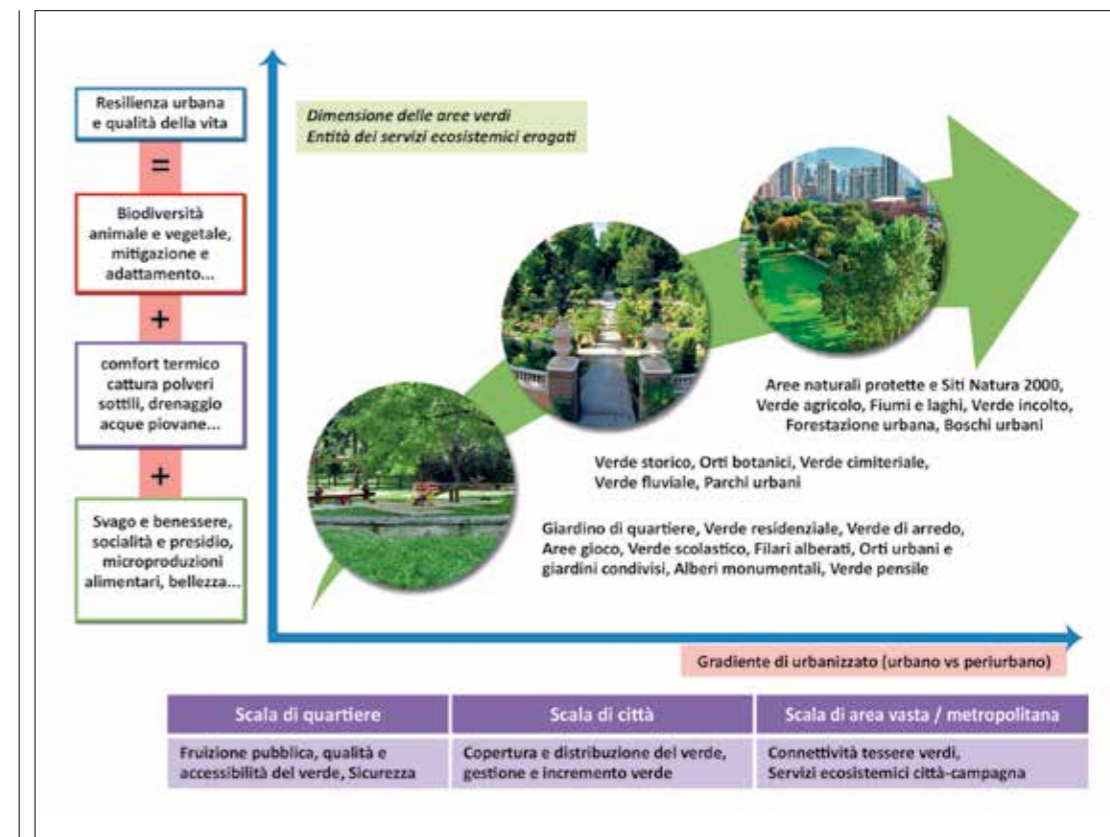 Resilienza urbana
e qualità della vita
=
Biodiversità
animale e vegetale,
mitigazione e
adattamento...
+
comfort termico
cattura polveri
sottili, drenaggio
acque piovane...
+
Svago e benessere,
socialità e presidio,
microproduzioni
alimentari, bellezza...
Dimensione delle aree verdi
Entità dei servizi ecosistemici erogati
Aree naturali protette e Siti Natura 2000,
Verde agricolo, Fiumi e laghi, Verde incolto,
Forestazione urbana, Boschi urbani
Verde storico, Orti botanici, Verde cimiteriale,
Verde fluviale, Parchi urbani
Giardino di quartiere, Verde residenziale, Verde di arredo,
Aree gioco, Verde scolastico, Filari alberati, Orti urbani e
giardini condivisi, Alberi monumentali, Verde pensile
Gradiente di urbanizzato (urbano vs periurbano)
Scala di quartiere
Fruizione pubblica, qualità e
accessibilità del verde, Sicurezza
Scala di città
Copertura e distribuzione del verde,
gestione e incremento verde
Scala di area vasta / metropolitana
Connettività tessere verdi,
Servizi ecosistemici città-campagna